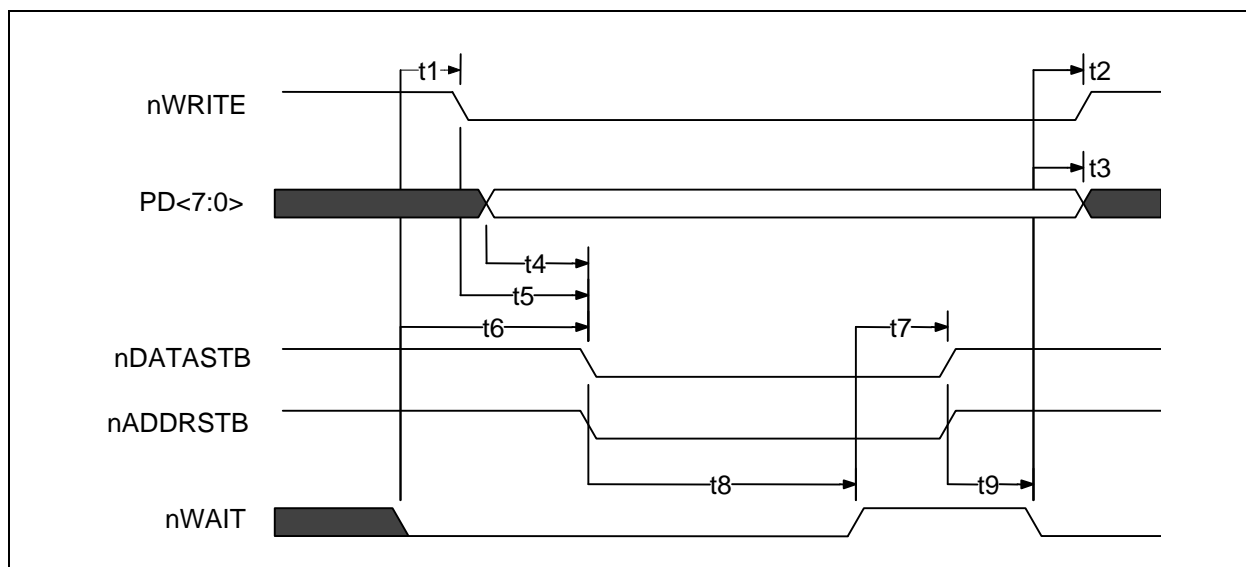 t1
t2
nWRITE
t3
PD<7:0>
t4
t5
t6
t7
nDATASTB
nADDRSTB
t8
t9
nWAIT